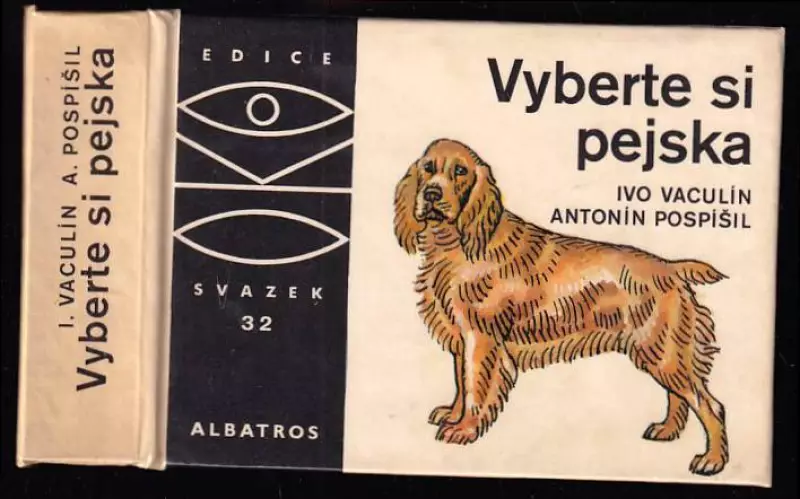 I. VACULÍN A. POSPÍŠIL
Vyberte si pejska
EDICE
SVAZEK
32
ALBATROS
Vyberte si
pejska
IVO VACULÍN
ANTONÍN POSPÍŠIL